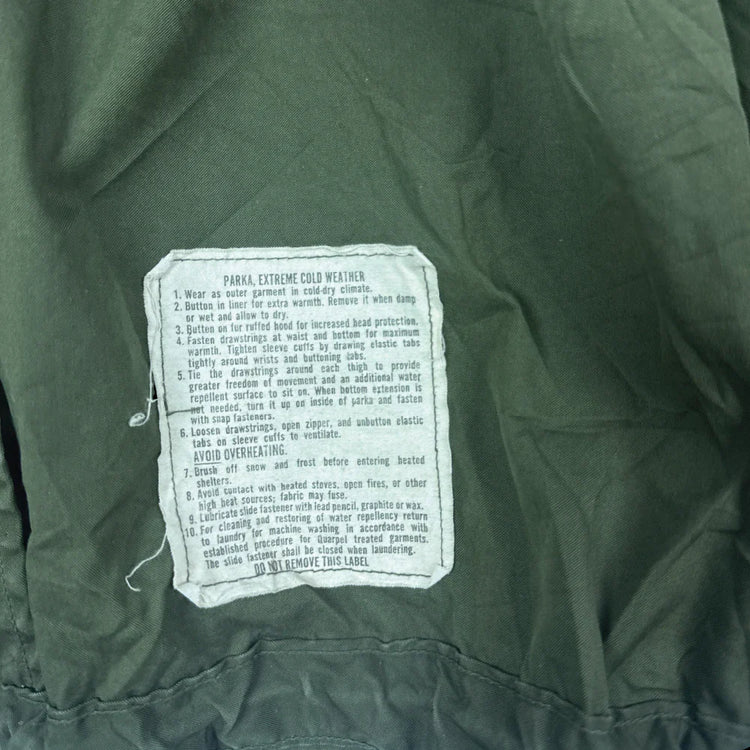 PARKA, EXTREME COLD WEATHER
1. Wear as outer garment in cold-dry climate.
2. Button in liner for extra warmth. Remove it when damp
or wet and allow to dry.
3. Button on fur ruffed hood for increased head protection.
4. Fasten drawstrings at waist and bottom for maximum
warmth. Tighten sleeve cuffs by drawing elastic tabs
tightly around wrists and buttoning tabs.
5. Tie the drawstrings around each thigh to provide
greater freedom of movement and an additional water
repellent surface to sit on. When bottom extension is
not needed, turn it up on inside of parka and fasten
with snap fasteners.
6. Loosen drawstrings, open zipper, and unbutton elastic
tabs on sleeve cuffs to ventilate.
AVOID OVERHEATING.
7. Brush off snow and frost before entering heated
shelters.
8. Avoid contact with heated stoves, open fires, or other
high heat sources; fabric may fuse.
9. Lubricate slide fastener with lead pencil, graphite or wax.
10. For cleaning and restoring of water repellency return
to laundry for machine washing in accordance with
established procedure for Quarpel treated garments.
The slide fastener shall be closed when laundering.
DO NOT REMOVE THIS LABEL